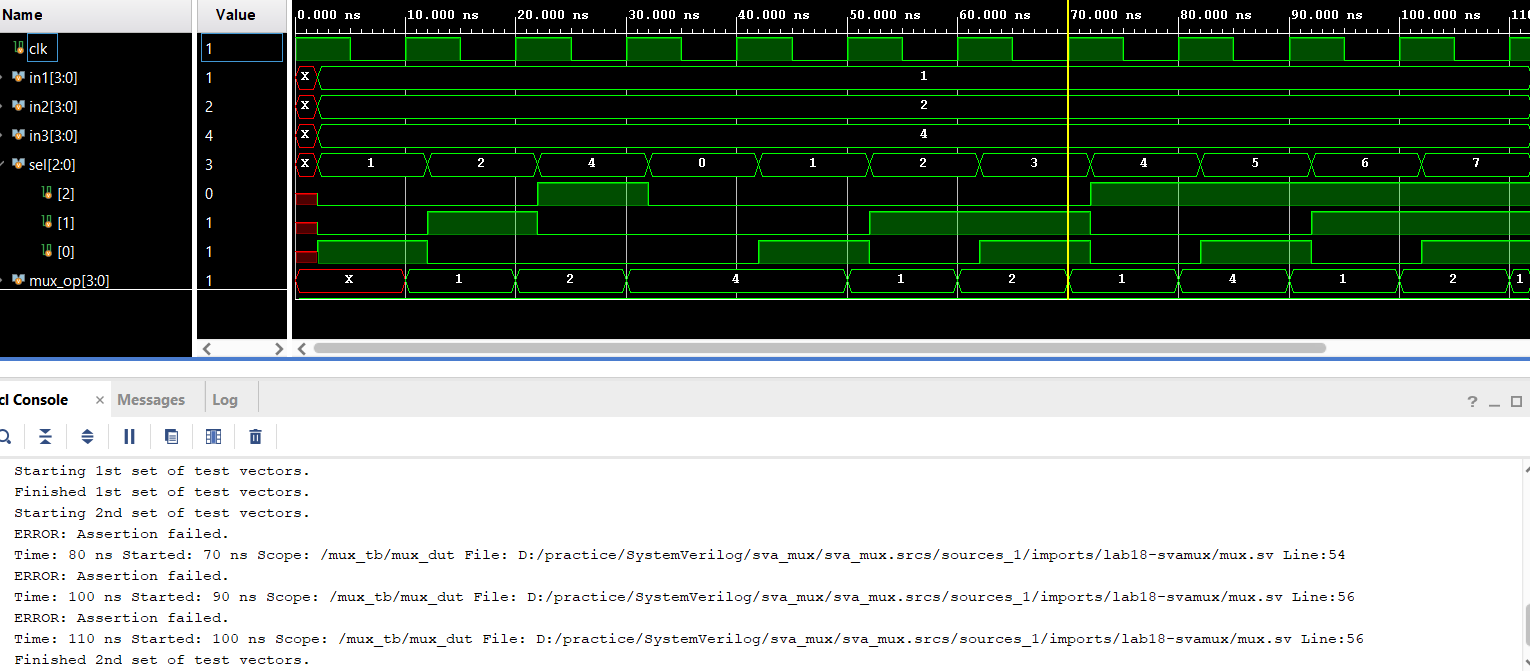 Name Value 0.000 ns 10.000 ns 20.000 ns 30.000 ns 40.000 ns 50.000 ns 60.000 ns 70.000 ns 80.000 ns 90.000 ns 100.000 ns 110
clk 1
in1[3:0] 1 X 1
in2[3:0] 2 X 2
in3[3:0] 4 X 4
sel[2:0] 3 X 1 2 4 0 1 2 3 4 5 6 7
[2] 0
[1] 1
[0] 1
mux_op[3:0] 1 X 1 2 4 1 2 1 4 1 2 1
cl Console × Messages Log ?
Starting 1st set of test vectors.
Finished 1st set of test vectors.
Starting 2nd set of test vectors.
ERROR: Assertion failed.
Time: 80 ns Started: 70 ns Scope: /mux_tb/mux_dut File: D:/practice/SystemVerilog/sva_mux/sva_mux.srcs/sources_1/imports/lab18-svamux/mux.sv Line:54
ERROR: Assertion failed.
Time: 100 ns Started: 90 ns Scope: /mux_tb/mux_dut File: D:/practice/SystemVerilog/sva_mux/sva_mux.srcs/sources_1/imports/lab18-svamux/mux.sv Line:56
ERROR: Assertion failed.
Time: 110 ns Started: 100 ns Scope: /mux_tb/mux_dut File: D:/practice/SystemVerilog/sva_mux/sva_mux.srcs/sources_1/imports/lab18-svamux/mux.sv Line:56
Finished 2nd set of test vectors.